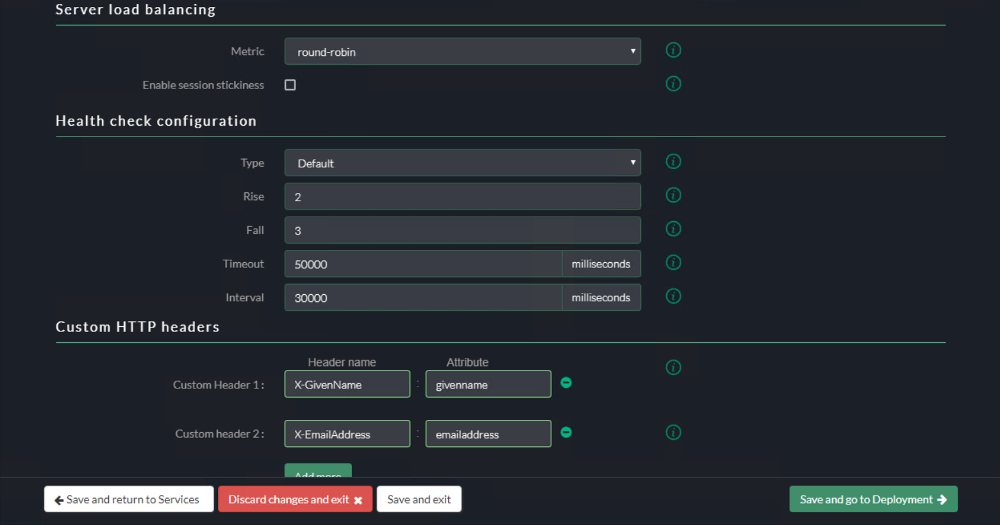 Server load balancing
Metric round-robin
Enable session stickiness
Health check configuration
Type Default
Rise 2
Fall 3
Timeout 50000 milliseconds
Interval 30000 milliseconds
Custom HTTP headers
Header name Attribute
Custom Header 1: X-GivenName : givenname
Custom header 2: X-EmailAddress : emailaddress
Add more
Save and return to Services Discard changes and exit Save and exit Save and go to Deployment